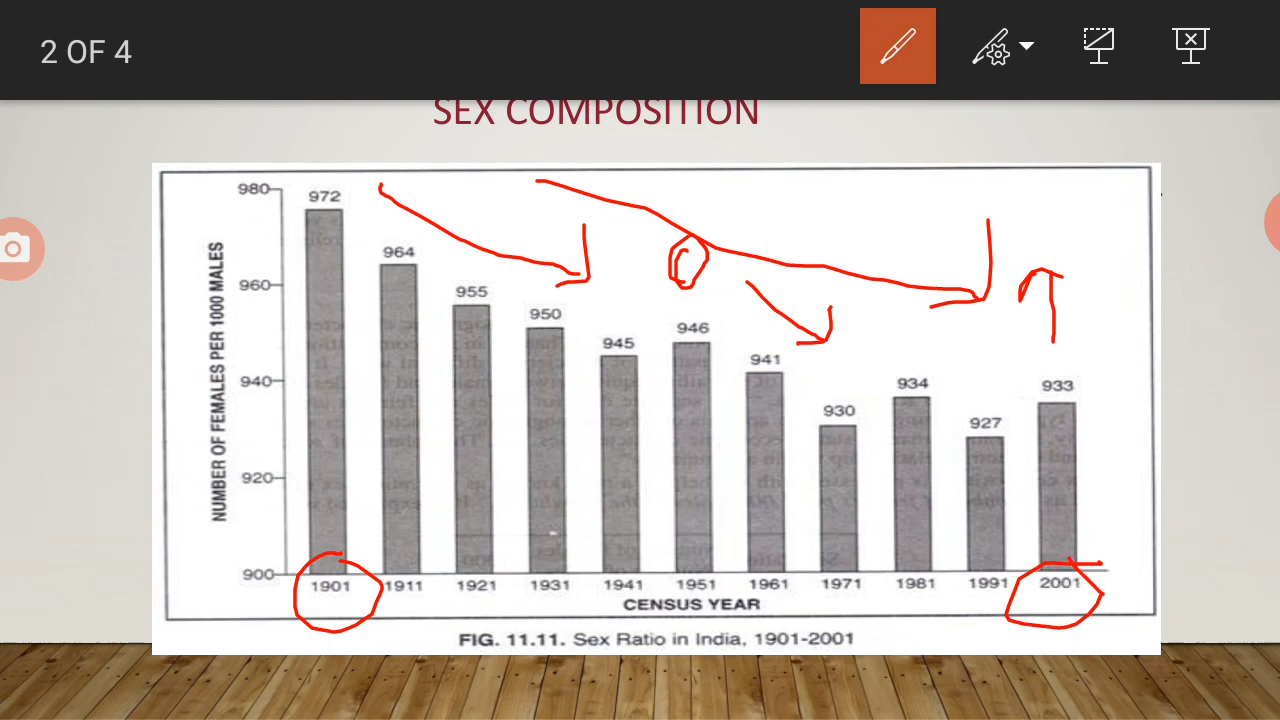 2 OF 4
SEX COMPOSITION
NUMBER OF FEMALES PER 1000 MALES
980
960
940
920
900
972
964
955
950
945
946
941
930
934
927
933
1901 1911 1921 1931 1941 1951 1961 1971 1981 1991 2001
CENSUS YEAR
FIG. 11.11. Sex Ratio in India, 1901-2001